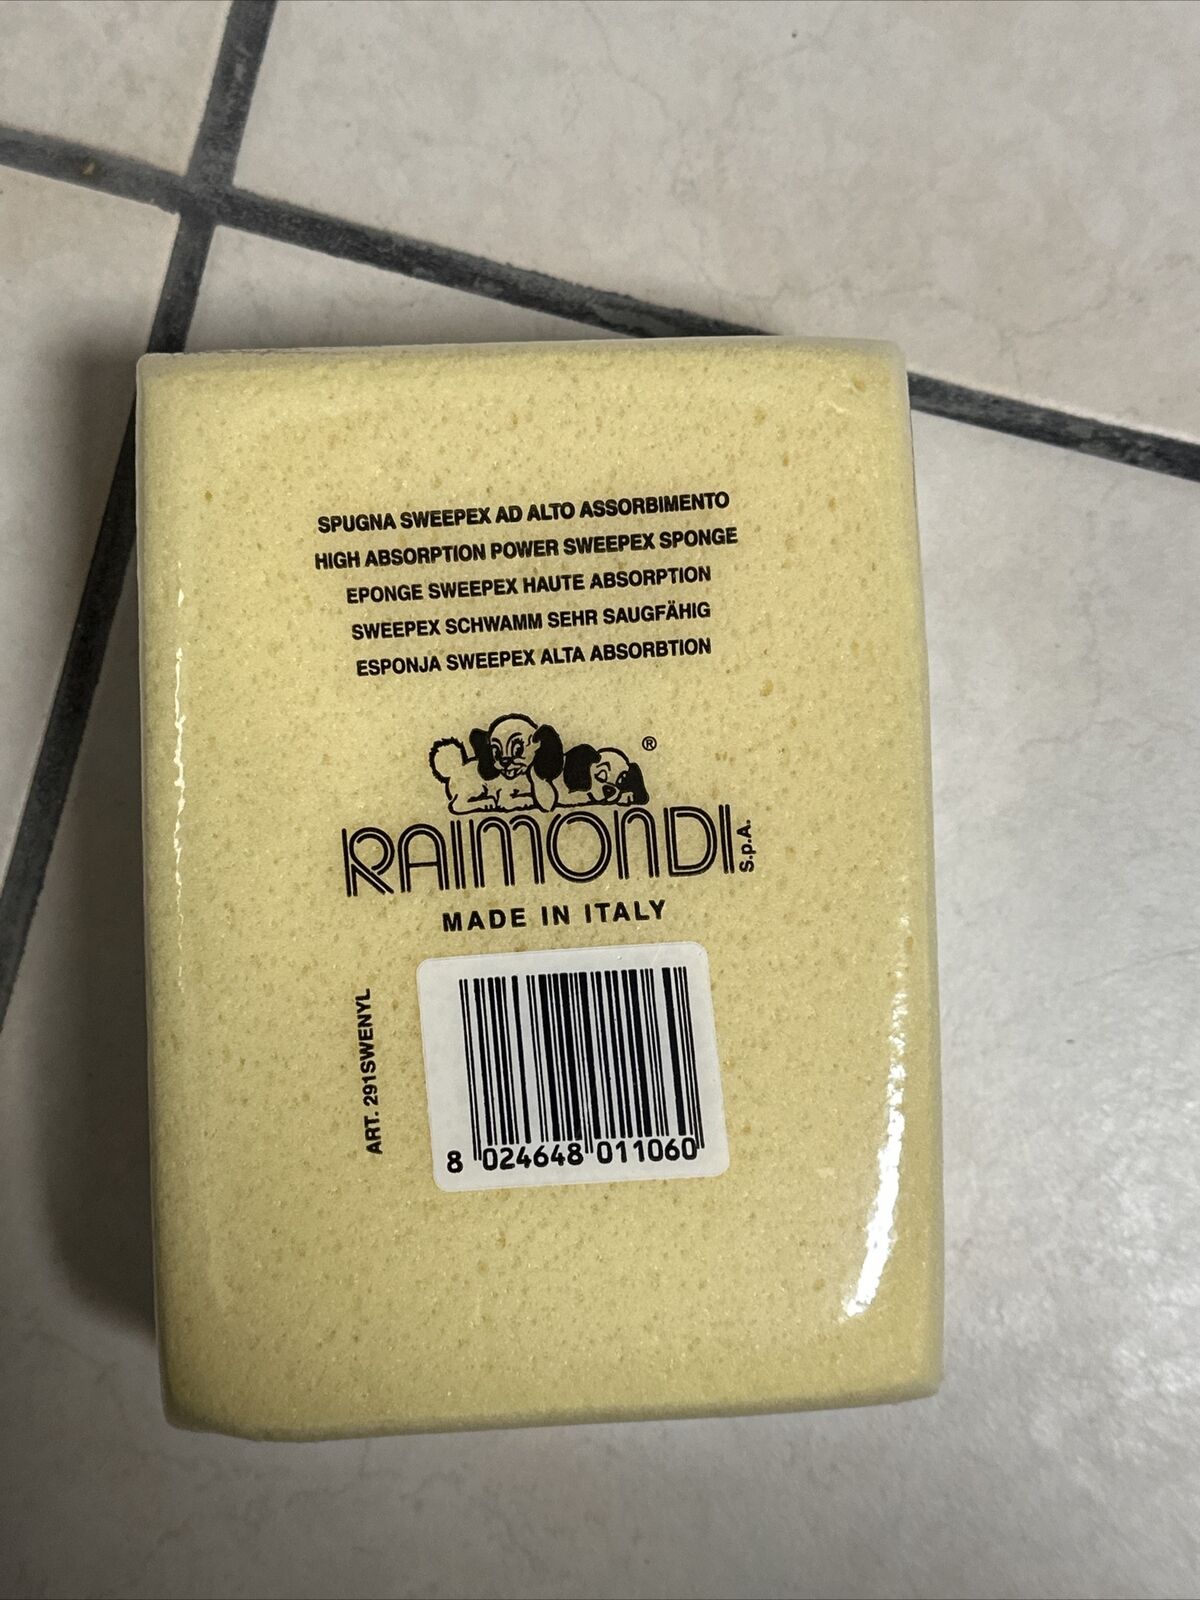 SPUGNA SWEEPEX AD ALTO ASSORBIMENTO
HIGH ABSORPTION POWER SWEEPEX SPONGE
EPONGE SWEEPEX HAUTE ABSORPTION
SWEEPEX SCHWAMM SEHR SAUGFÄHIG
ESPONJA SWEEPEX ALTA ABSORBTION
®
RAIMONDI S.p.A.
MADE IN ITALY
ART. 291SWENYL
8 024648 011060